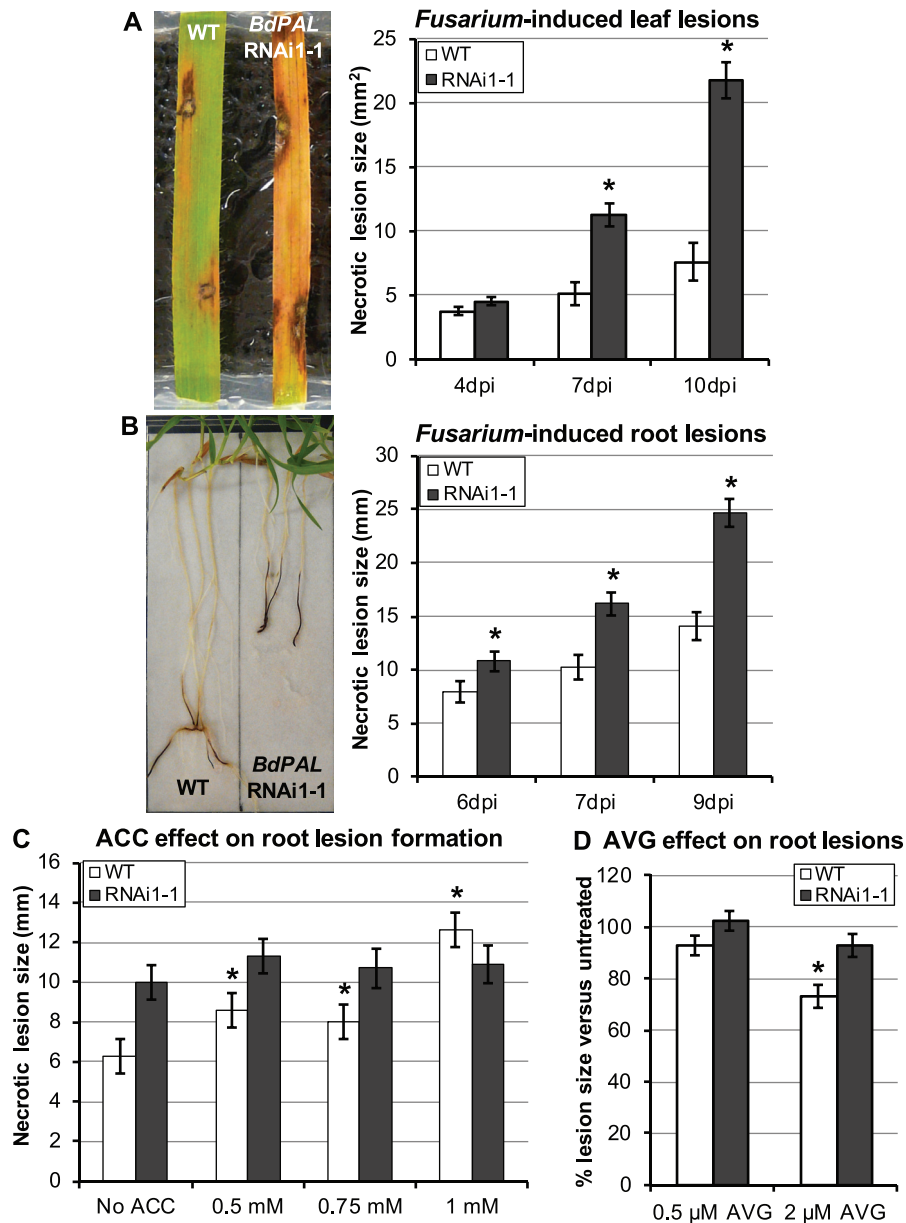 A
WT
BdPAL
RNAi1-1
Fusarium-induced leaf lesions
WT
RNAi1-1
Necrotic lesion size (mm²)
25
20
15
10
5
0
*
*
4dpi 7dpi 10dpi
B
WT
BdPAL
RNAi1-1
Fusarium-induced root lesions
WT
RNAi1-1
Necrotic lesion size (mm)
30
25
20
15
10
5
0
*
*
*
6dpi 7dpi 9dpi
C ACC effect on root lesion formation
WT
RNAi1-1
Necrotic lesion size (mm)
16
14
12
10
8
6
4
2
0
*
*
*
No ACC 0.5 mM 0.75 mM 1 mM
D AVG effect on root lesions
WT
RNAi1-1
% lesion size versus untreated
120
100
80
60
40
20
0
*
0.5 µM AVG 2 µM AVG